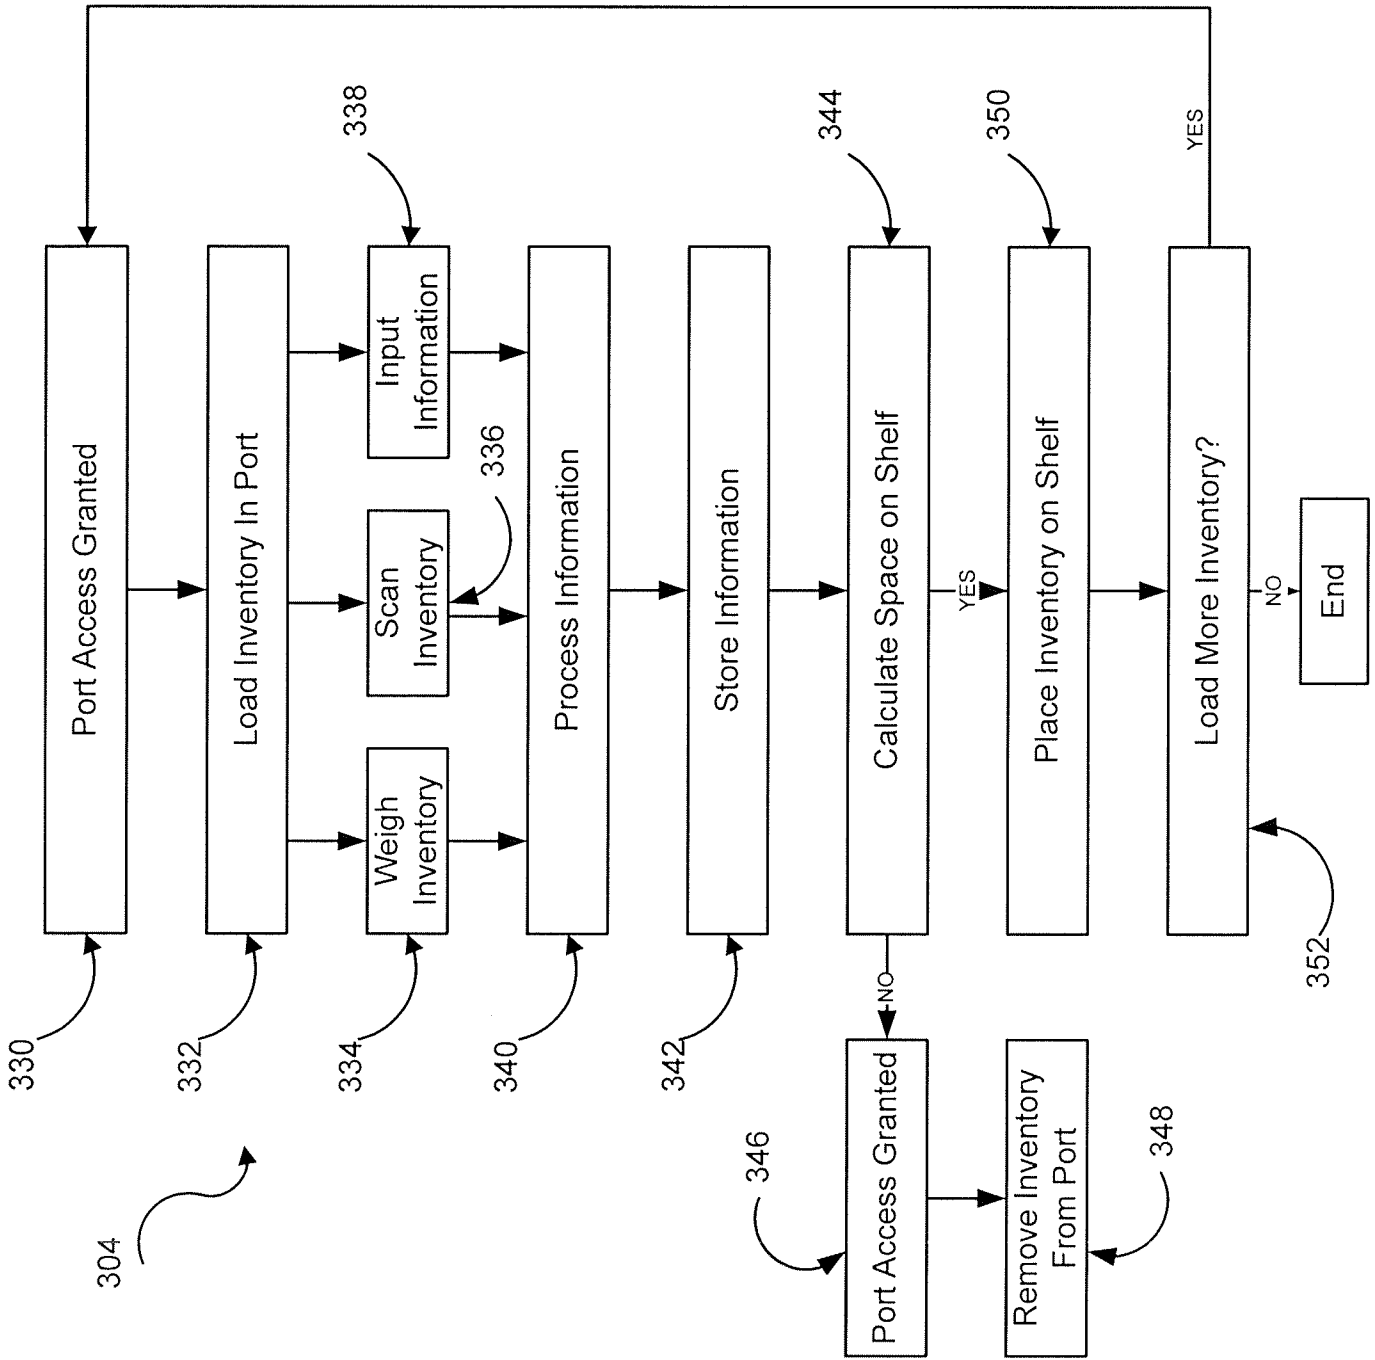 304
330
Port Access Granted
332
Load Inventory In Port
334
Weigh
Inventory
Scan
Inventory
336
Input
Information
338
340
Process Information
342
Store Information
Calculate Space on Shelf
344
NO
YES
346
Port Access Granted
Remove Inventory
From Port
348
Place Inventory on Shelf
350
Load More Inventory?
352
YES
NO
End